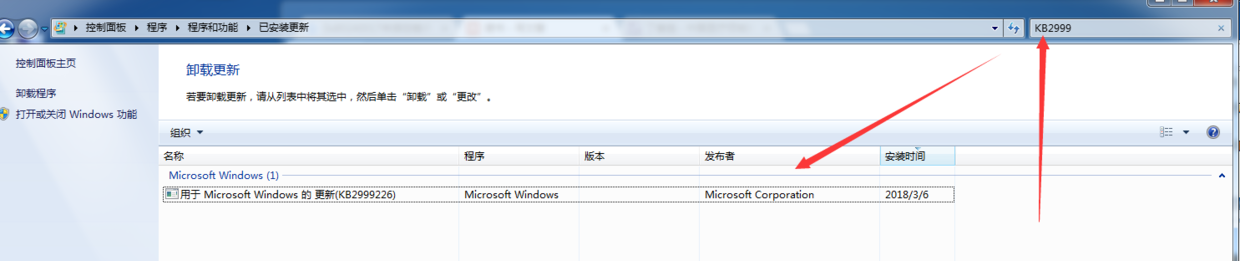 控制面板 程序 程序和功能 已安装更新 KB2999
控制面板主页
卸载程序
打开或关闭 Windows 功能
卸载更新
若要卸载更新，请从列表中将其选中，然后单击“卸载”或“更改”。
组织
名称 程序 版本 发布者 安装时间
Microsoft Windows (1)
用于 Microsoft Windows 的 更新(KB2999226) Microsoft Windows Microsoft Corporation 2018/3/6